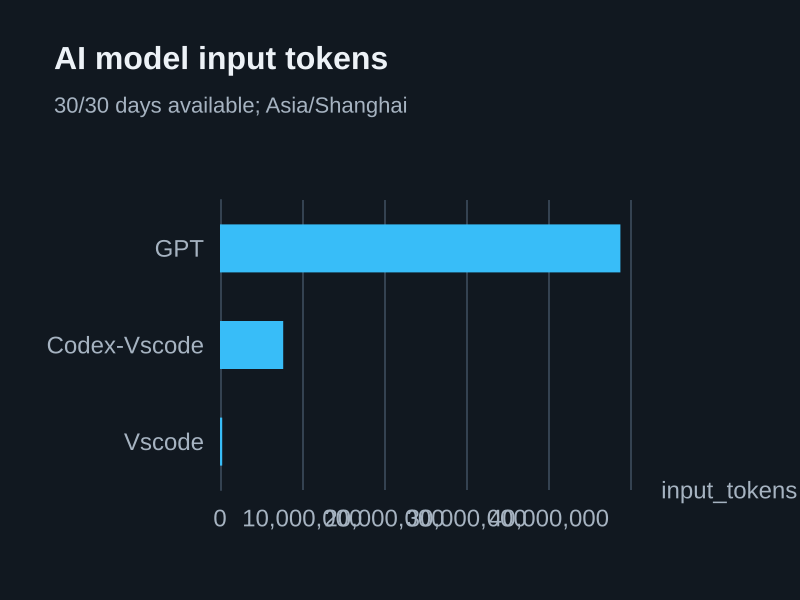 AI model input tokens
30/30 days available; Asia/Shanghai
GPT
Codex-Vscode
Vscode
input_tokens
0 10,000,000 20,000,000 30,000,000 40,000,000